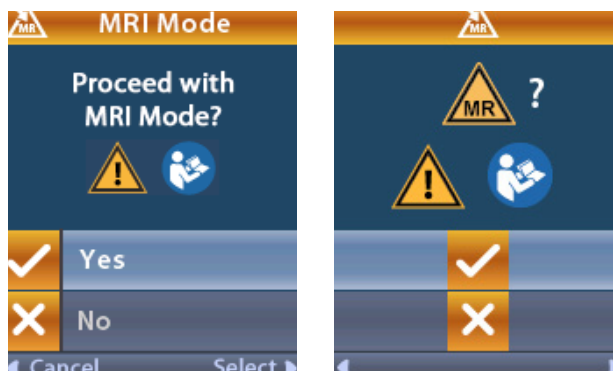 MR
MRI Mode
Proceed with
MRI Mode?
!
Yes
No
Cancel
Select
MR
MR
?
!